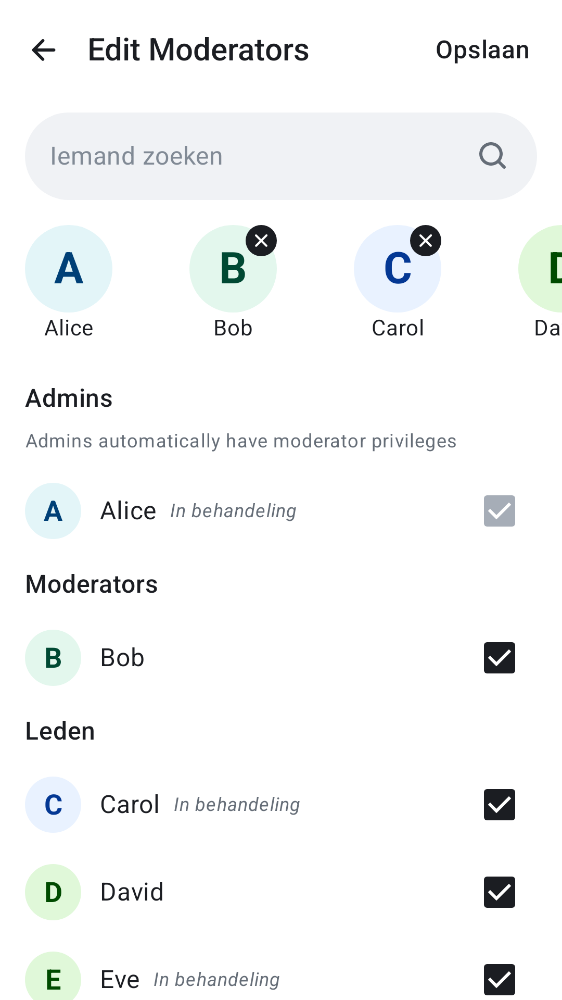 Edit Moderators Opslaan
Iemand zoeken
A B C
Alice Bob Carol Da
Admins
Admins automatically have moderator privileges
A Alice In behandeling
Moderators
B Bob
Leden
C Carol In behandeling
D David
E Eve In behandeling